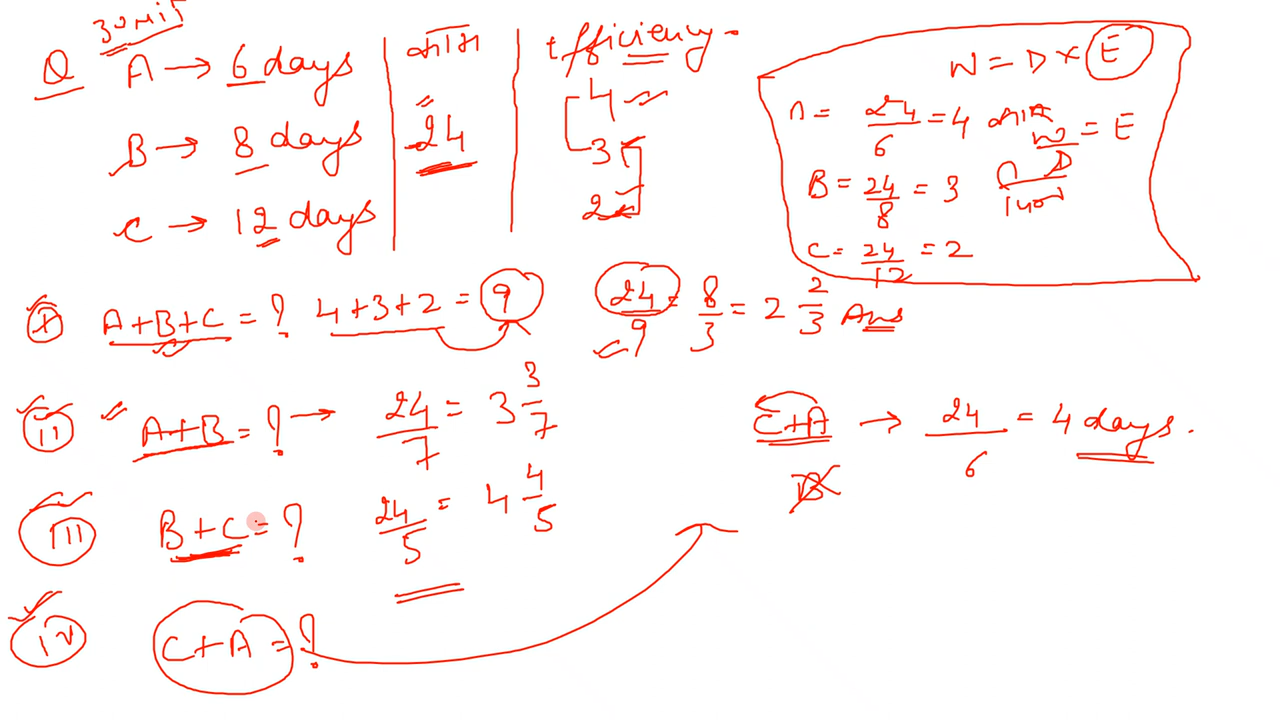 Q A → 6 days
B → 8 days
C → 12 days
24
Efficiency
4
3
2
W = D × E
A = 24/6 = 4
W/D = E
B = 24/8 = 3
C = 24/12 = 2
A+B+C = ? 4+3+2 = 9 24/9 = 8/3 = 2 2/3 Ans
ii A+B = ? → 24/7 = 3 3/7
C+A → 24/6 = 4 days.
B
iii B+C = ? 24/5 = 4 4/5
iv C+A = ?